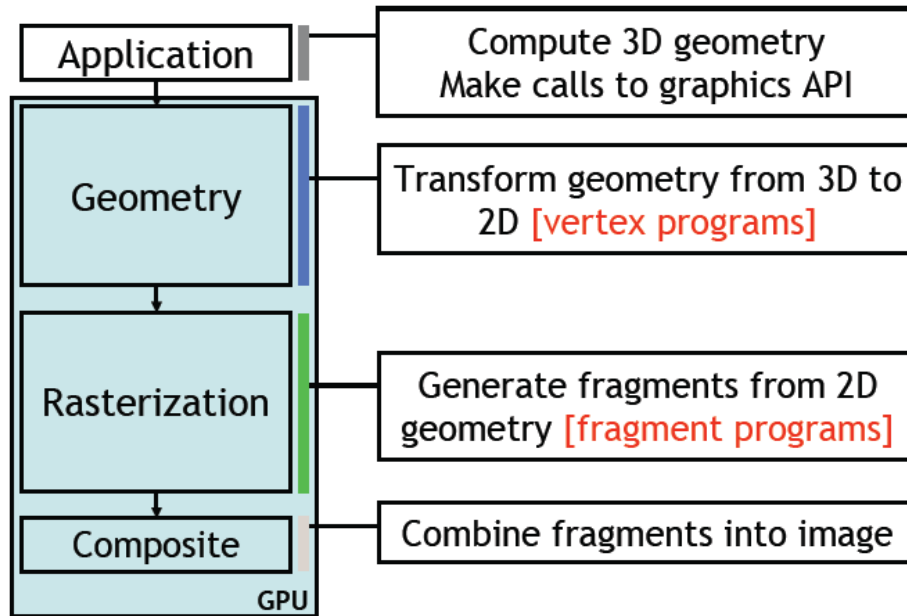 Application
Compute 3D geometry
Make calls to graphics API
Geometry
Transform geometry from 3D to
2D [vertex programs]
Rasterization
Generate fragments from 2D
geometry [fragment programs]
Composite
Combine fragments into image
GPU